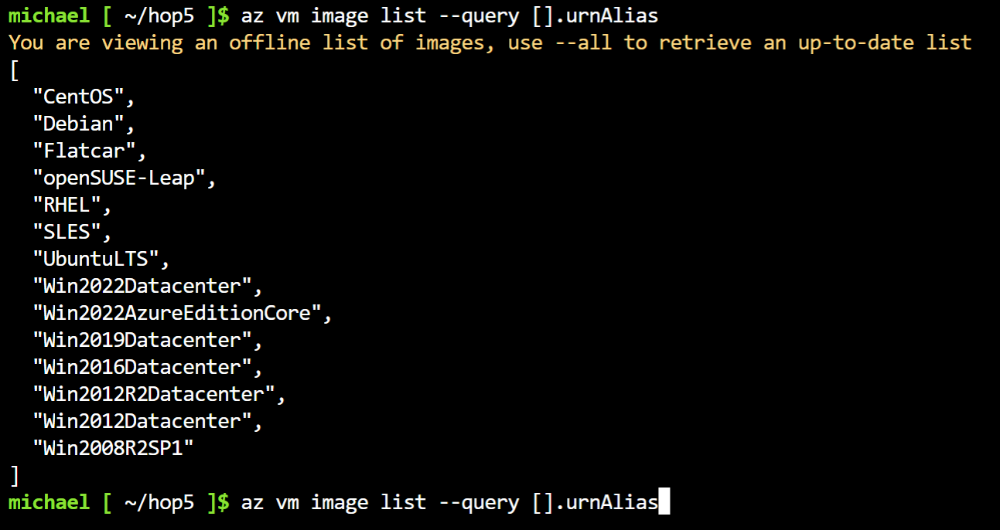 michael [ ~/hop5 ]$ az vm image list --query [].urnAlias
You are viewing an offline list of images, use --all to retrieve an up-to-date list
[
  "CentOS",
  "Debian",
  "Flatcar",
  "openSUSE-Leap",
  "RHEL",
  "SLES",
  "UbuntuLTS",
  "Win2022Datacenter",
  "Win2022AzureEditionCore",
  "Win2019Datacenter",
  "Win2016Datacenter",
  "Win2012R2Datacenter",
  "Win2012Datacenter",
  "Win2008R2SP1"
]
michael [ ~/hop5 ]$ az vm image list --query [].urnAlias